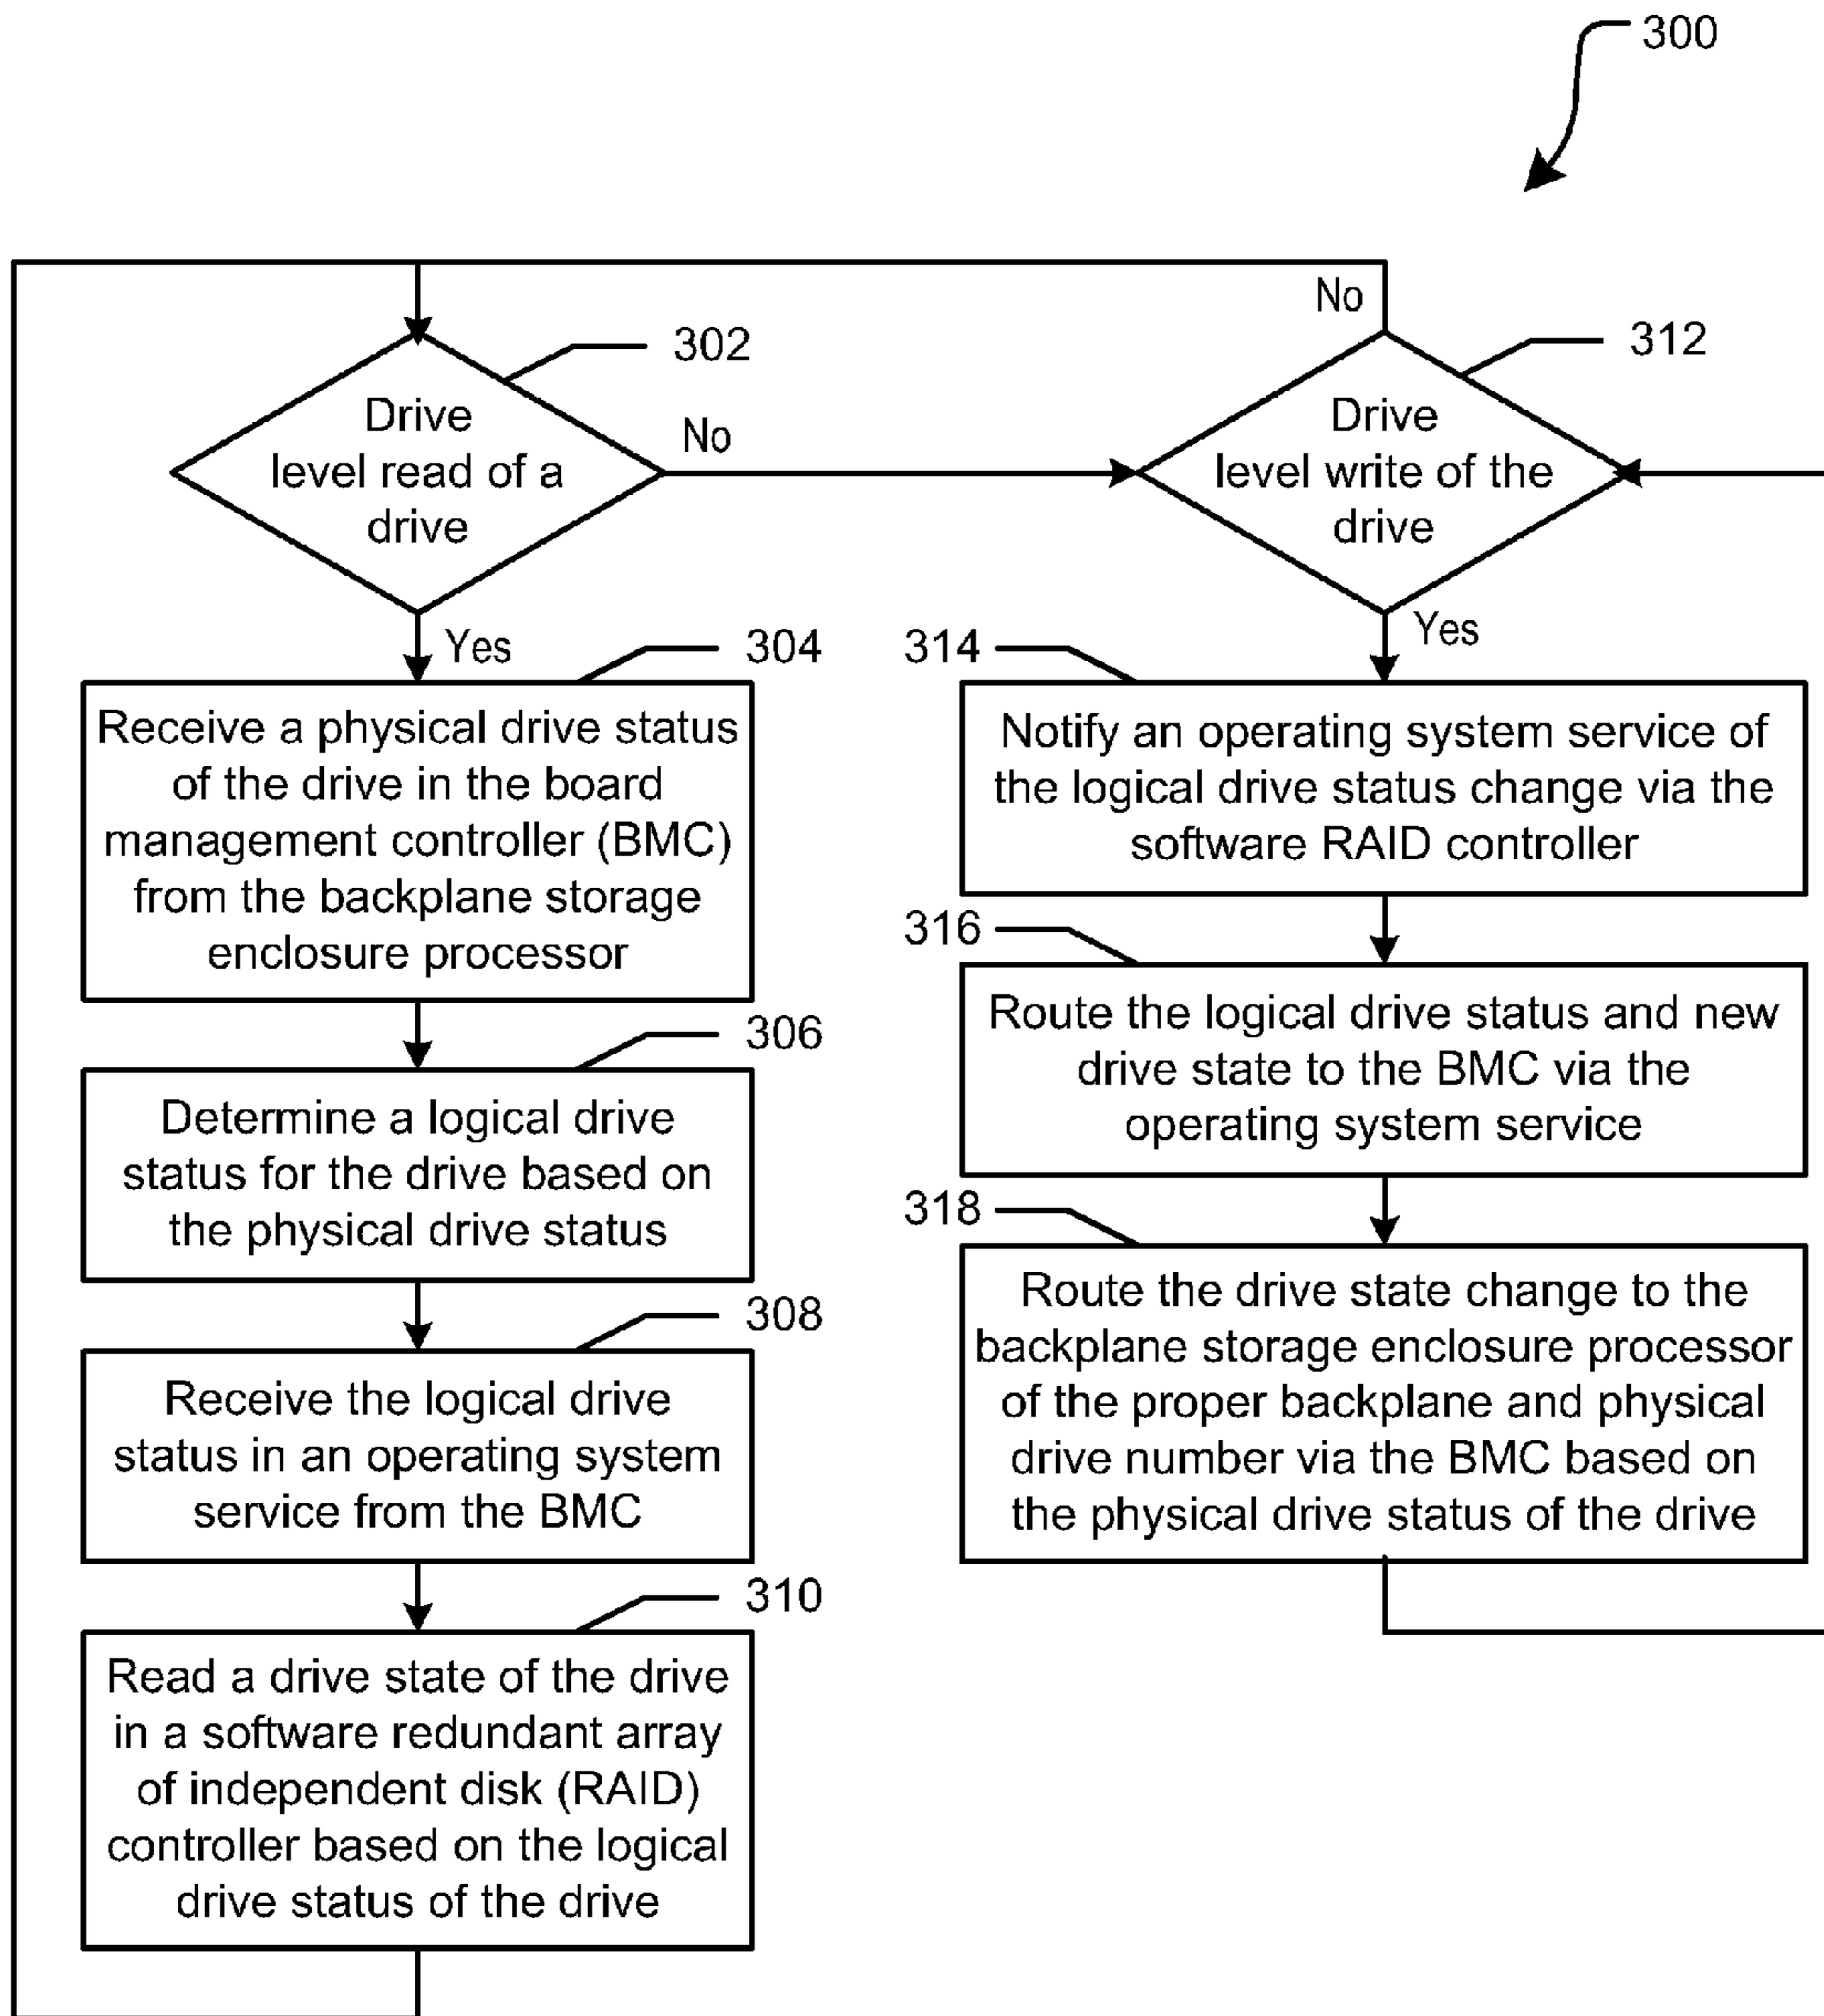 300
No
302
312
Drive
level read of a
drive
No
Drive
level write of the
drive
Yes
Yes
304
Receive a physical drive status
of the drive in the board
management controller (BMC)
from the backplane storage
enclosure processor
306
Determine a logical drive
status for the drive based on
the physical drive status
308
Receive the logical drive
status in an operating system
service from the BMC
310
Read a drive state of the drive
in a software redundant array
of independent disk (RAID)
controller based on the logical
drive status of the drive
314
Notify an operating system service of
the logical drive status change via the
software RAID controller
316
Route the logical drive status and new
drive state to the BMC via the
operating system service
318
Route the drive state change to the
backplane storage enclosure processor
of the proper backplane and physical
drive number via the BMC based on
the physical drive status of the drive